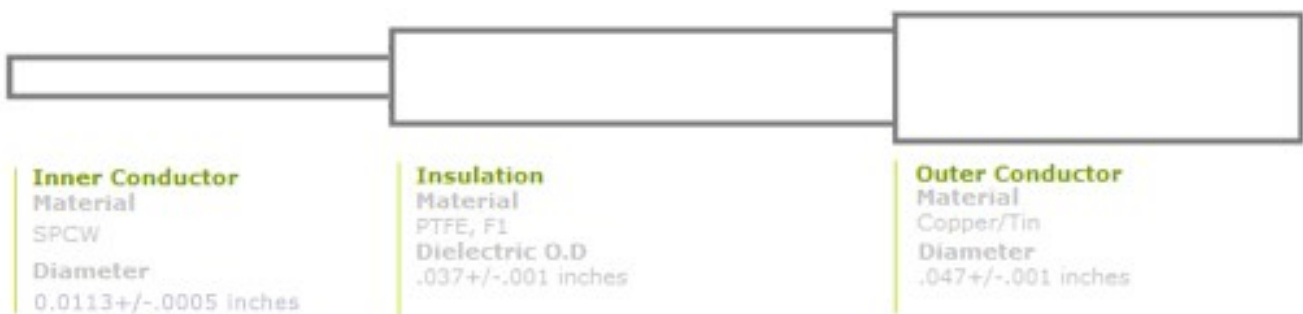 Inner Conductor
Material
SPCW
Diameter
0.0113+/-.0005 inches
Insulation
Material
PTFE, F1
Dielectric O.D
.037+/-.001 inches
Outer Conductor
Material
Copper/Tin
Diameter
.047+/-.001 inches